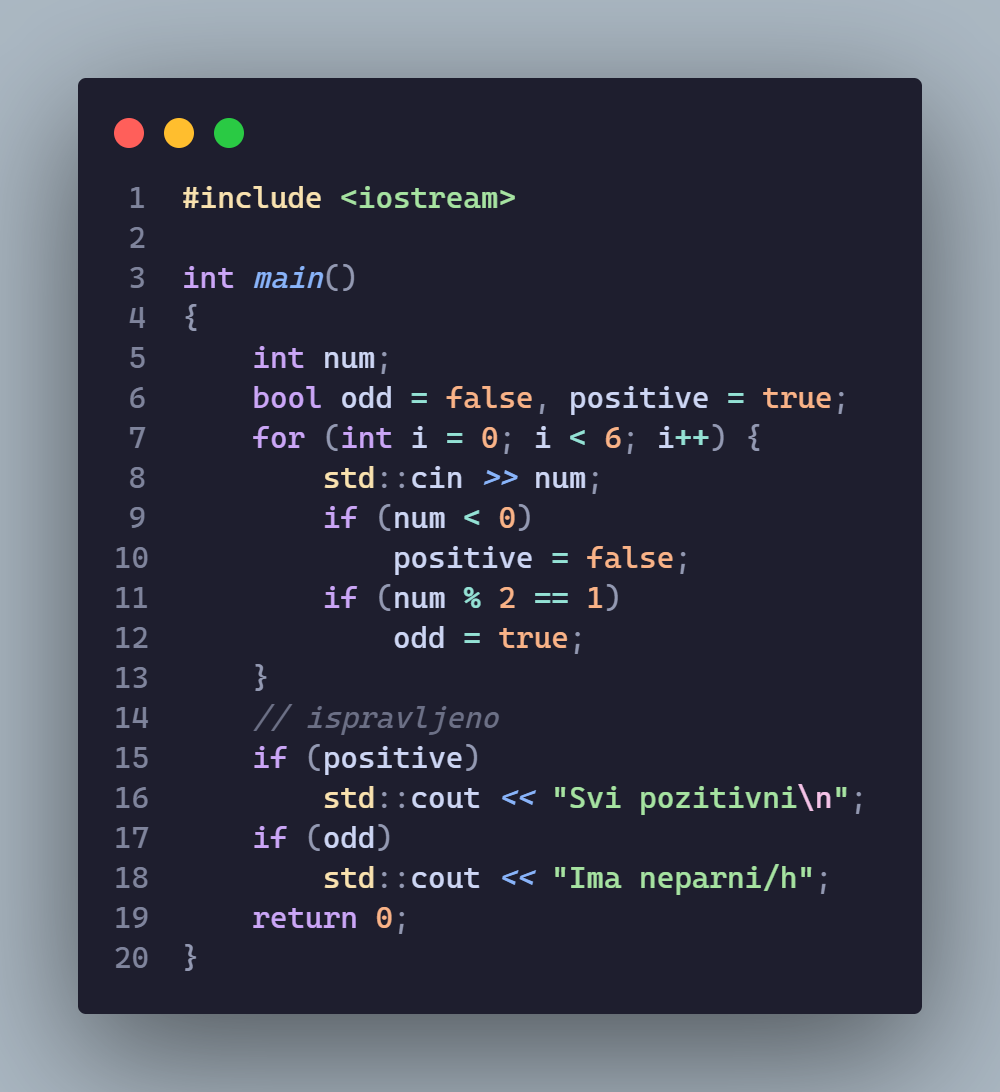 1 #include <iostream>
2
3 int main()
4 {
5     int num;
6     bool odd = false, positive = true;
7     for (int i = 0; i < 6; i++) {
8         std::cin >> num;
9         if (num < 0)
10             positive = false;
11         if (num % 2 == 1)
12             odd = true;
13     }
14     // ispravljeno
15     if (positive)
16         std::cout << "Svi pozitivni\n";
17     if (odd)
18         std::cout << "Ima neparni/h";
19     return 0;
20 }